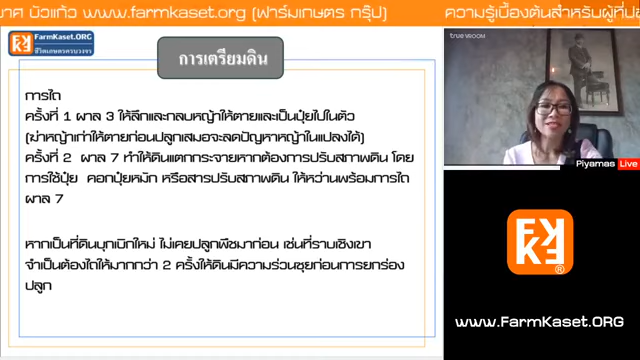 มาศ บัวแก้ว www.farmkaset.org (ฟาร์มเกษตร กรุ๊ป)
ความรู้เบื้องต้นสำหรับผู้ที่
FarmKaset.ORG
ชีวิตเกษตรครบวงจร
การเตรียมดิน
true VROOM
การไถ
ครั้งที่ 1 ผาล 3 ให้ลึกและกลบหญ้าให้ตายและเป็นปุ๋ยไปในตัว
(ฆ่าหญ้าเก่าให้ตายก่อนปลูกเสมอจะลดปัญหาหญ้าในแปลงได้)
ครั้งที่ 2 ผาล 7 ทำให้ดินแตกกระจายหากต้องการปรับสภาพดิน โดย
การใช้ปุ๋ย คอกปุ๋ยหมัก หรือสารปรับสภาพดิน ให้หว่านพร้อมการไถ
ผาล 7
หากเป็นที่ดินบุกเบิกใหม่ ไม่เคยปลูกพืชมาก่อน เช่นที่ราบเชิงเขา
จำเป็นต้องไถให้มากกว่า 2 ครั้งให้ดินมีความร่วนซุยก่อนการยกร่อง
ปลูก
Piyamas Live
FK
FK
www.FarmKaset.ORG